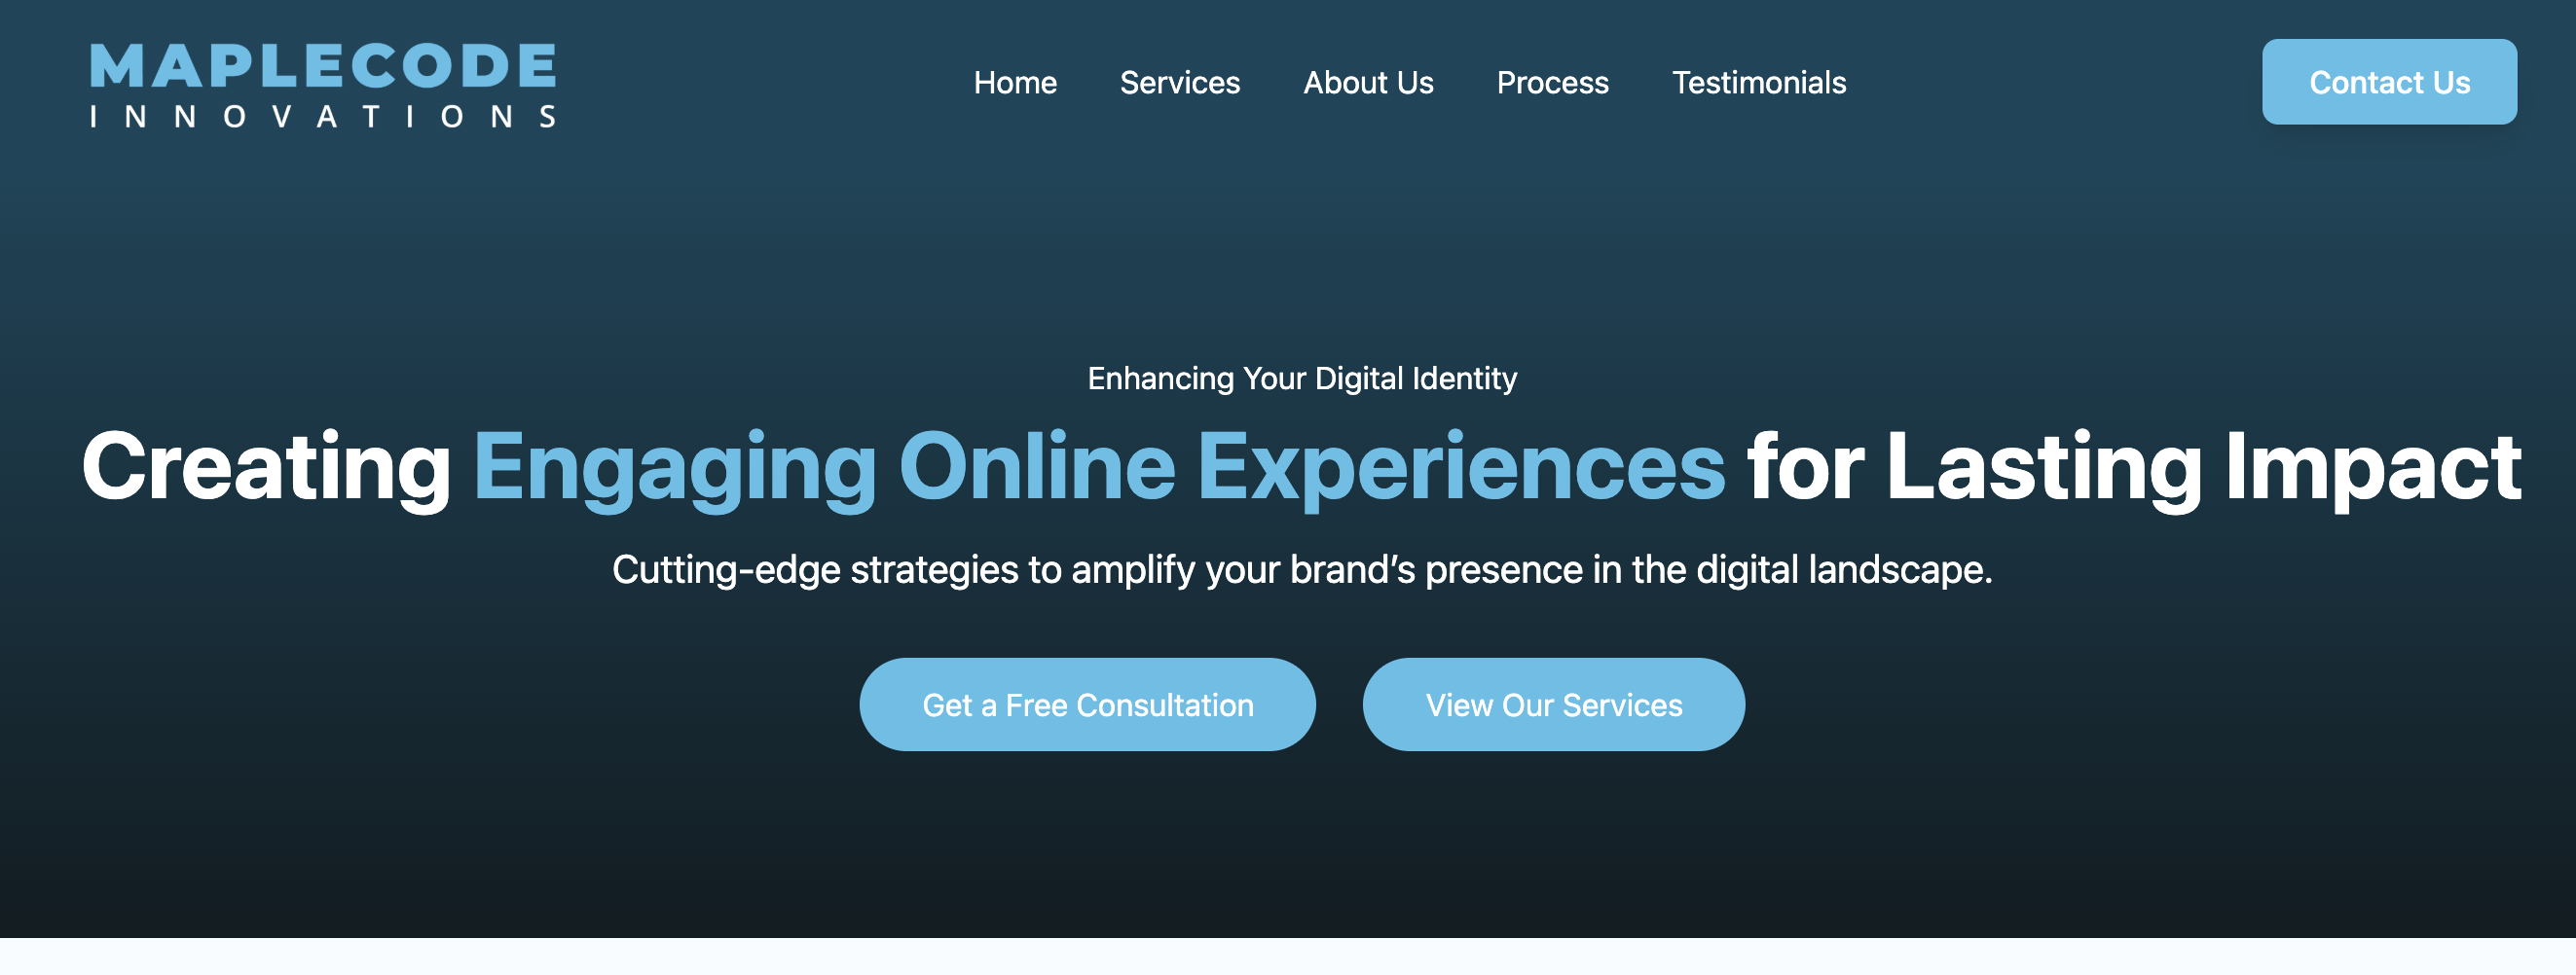 MAPLECODE
INNOVATIONS
Home Services About Us Process Testimonials
Contact Us
Enhancing Your Digital Identity
Creating Engaging Online Experiences for Lasting Impact
Cutting-edge strategies to amplify your brand’s presence in the digital landscape.
Get a Free Consultation
View Our Services